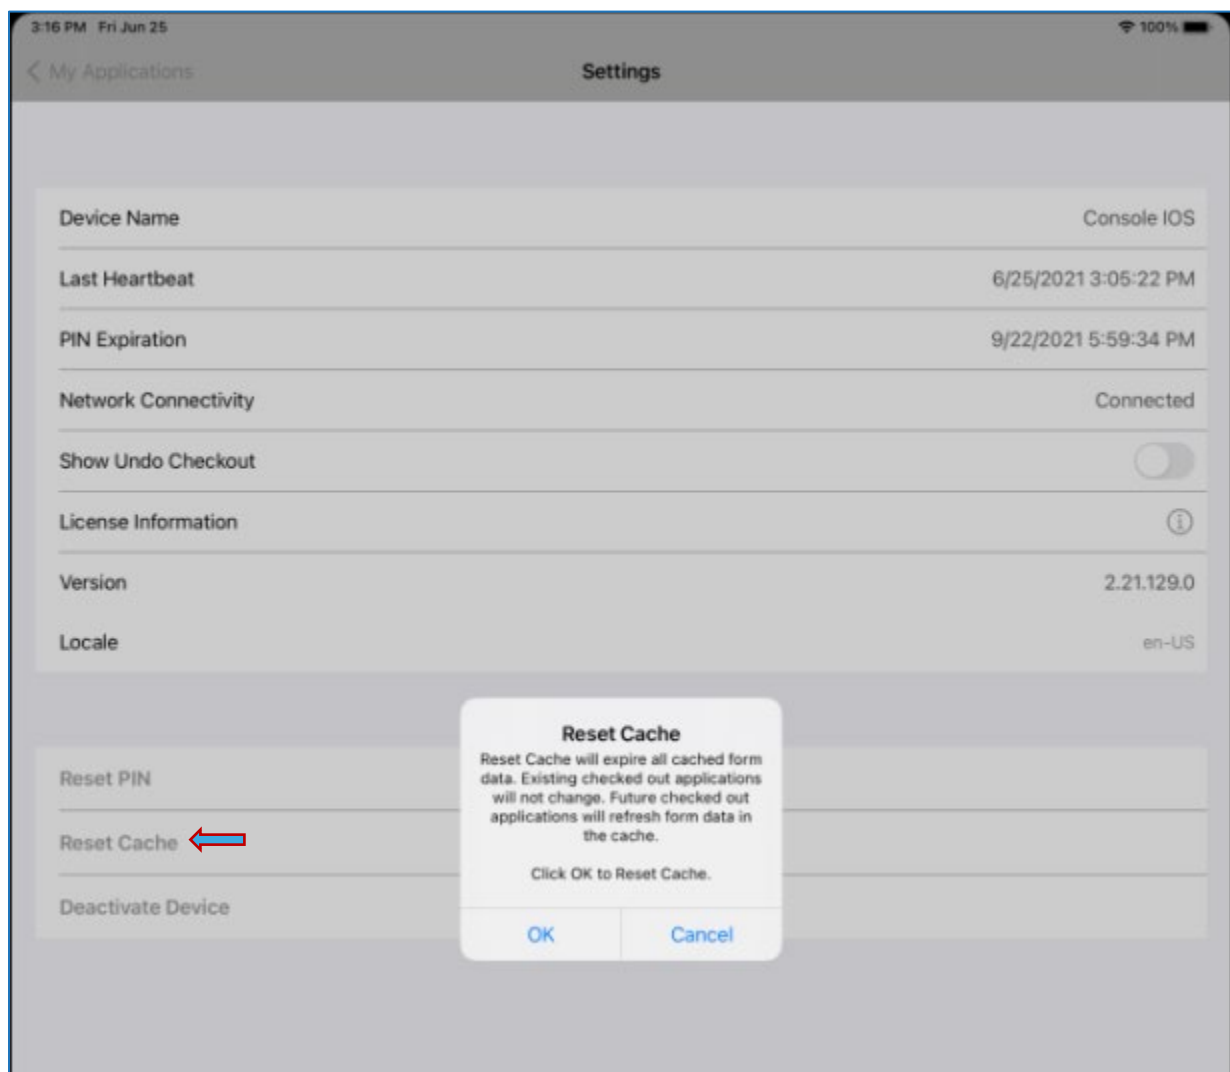 3:16 PM Fri Jun 25
100%
My Applications
Settings
Device Name
Console IOS
Last Heartbeat
6/25/2021 3:05:22 PM
PIN Expiration
9/22/2021 5:59:34 PM
Network Connectivity
Connected
Show Undo Checkout
License Information
Version
2.21.129.0
Locale
en-US
Reset PIN
Reset Cache
Deactivate Device
Reset Cache
Reset Cache will expire all cached form
data. Existing checked out applications
will not change. Future checked out
applications will refresh form data in
the cache.
Click OK to Reset Cache.
OK
Cancel